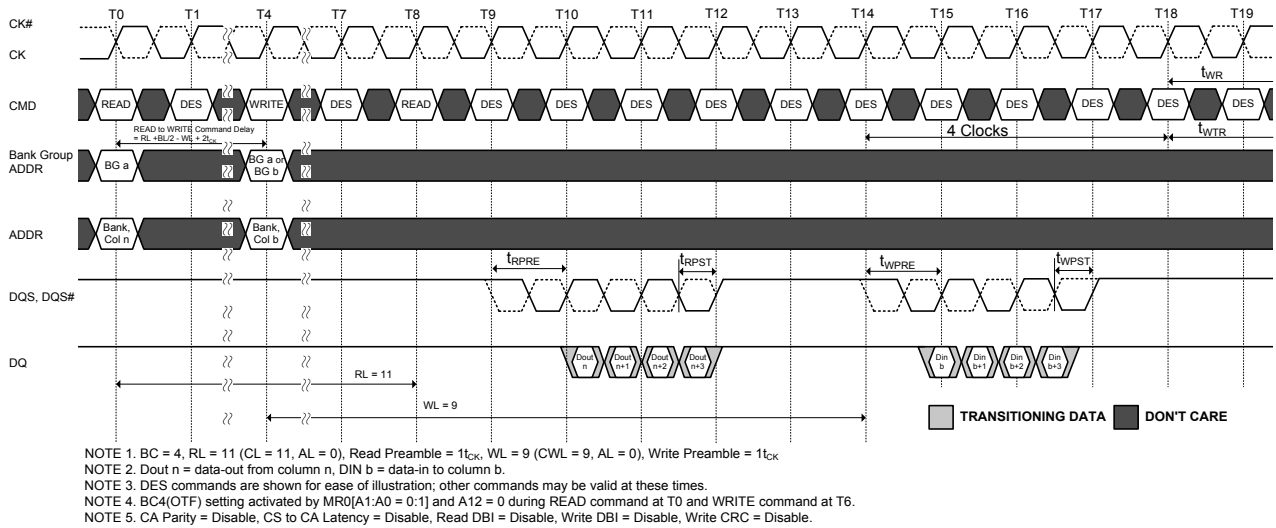 T0 T1 T4 T7 T8 T9 T10 T11 T12 T13 T14 T15 T16 T17 T18 T19
CK#
CK
tWR
CMD READ DES WRITE DES READ DES DES DES DES DES DES DES DES DES DES DES
READ to WRITE Command Delay
= RL +BL/2 - WL + 2tCK
4 Clocks tWTR
Bank Group
ADDR
BG a
BG a or
BG b
ADDR
Bank,
Col n
Bank,
Col b
tRPRE tRPST tWPRE tWPST
DQS, DQS#
DQ
Dout
n
Dout
n+1
Dout
n+2
Dout
n+3
Din
b
Din
b+1
Din
b+2
Din
b+3
RL = 11
WL = 9
TRANSITIONING DATA DON'T CARE
NOTE 1. BC = 4, RL = 11 (CL = 11, AL = 0), Read Preamble = 1tCK, WL = 9 (CWL = 9, AL = 0), Write Preamble = 1tCK
NOTE 2. Dout n = data-out from column n, DIN b = data-in to column b.
NOTE 3. DES commands are shown for ease of illustration; other commands may be valid at these times.
NOTE 4. BC4(OTF) setting activated by MR0[A1:A0 = 0:1] and A12 = 0 during READ command at T0 and WRITE command at T6.
NOTE 5. CA Parity = Disable, CS to CA Latency = Disable, Read DBI = Disable, Write DBI = Disable, Write CRC = Disable.